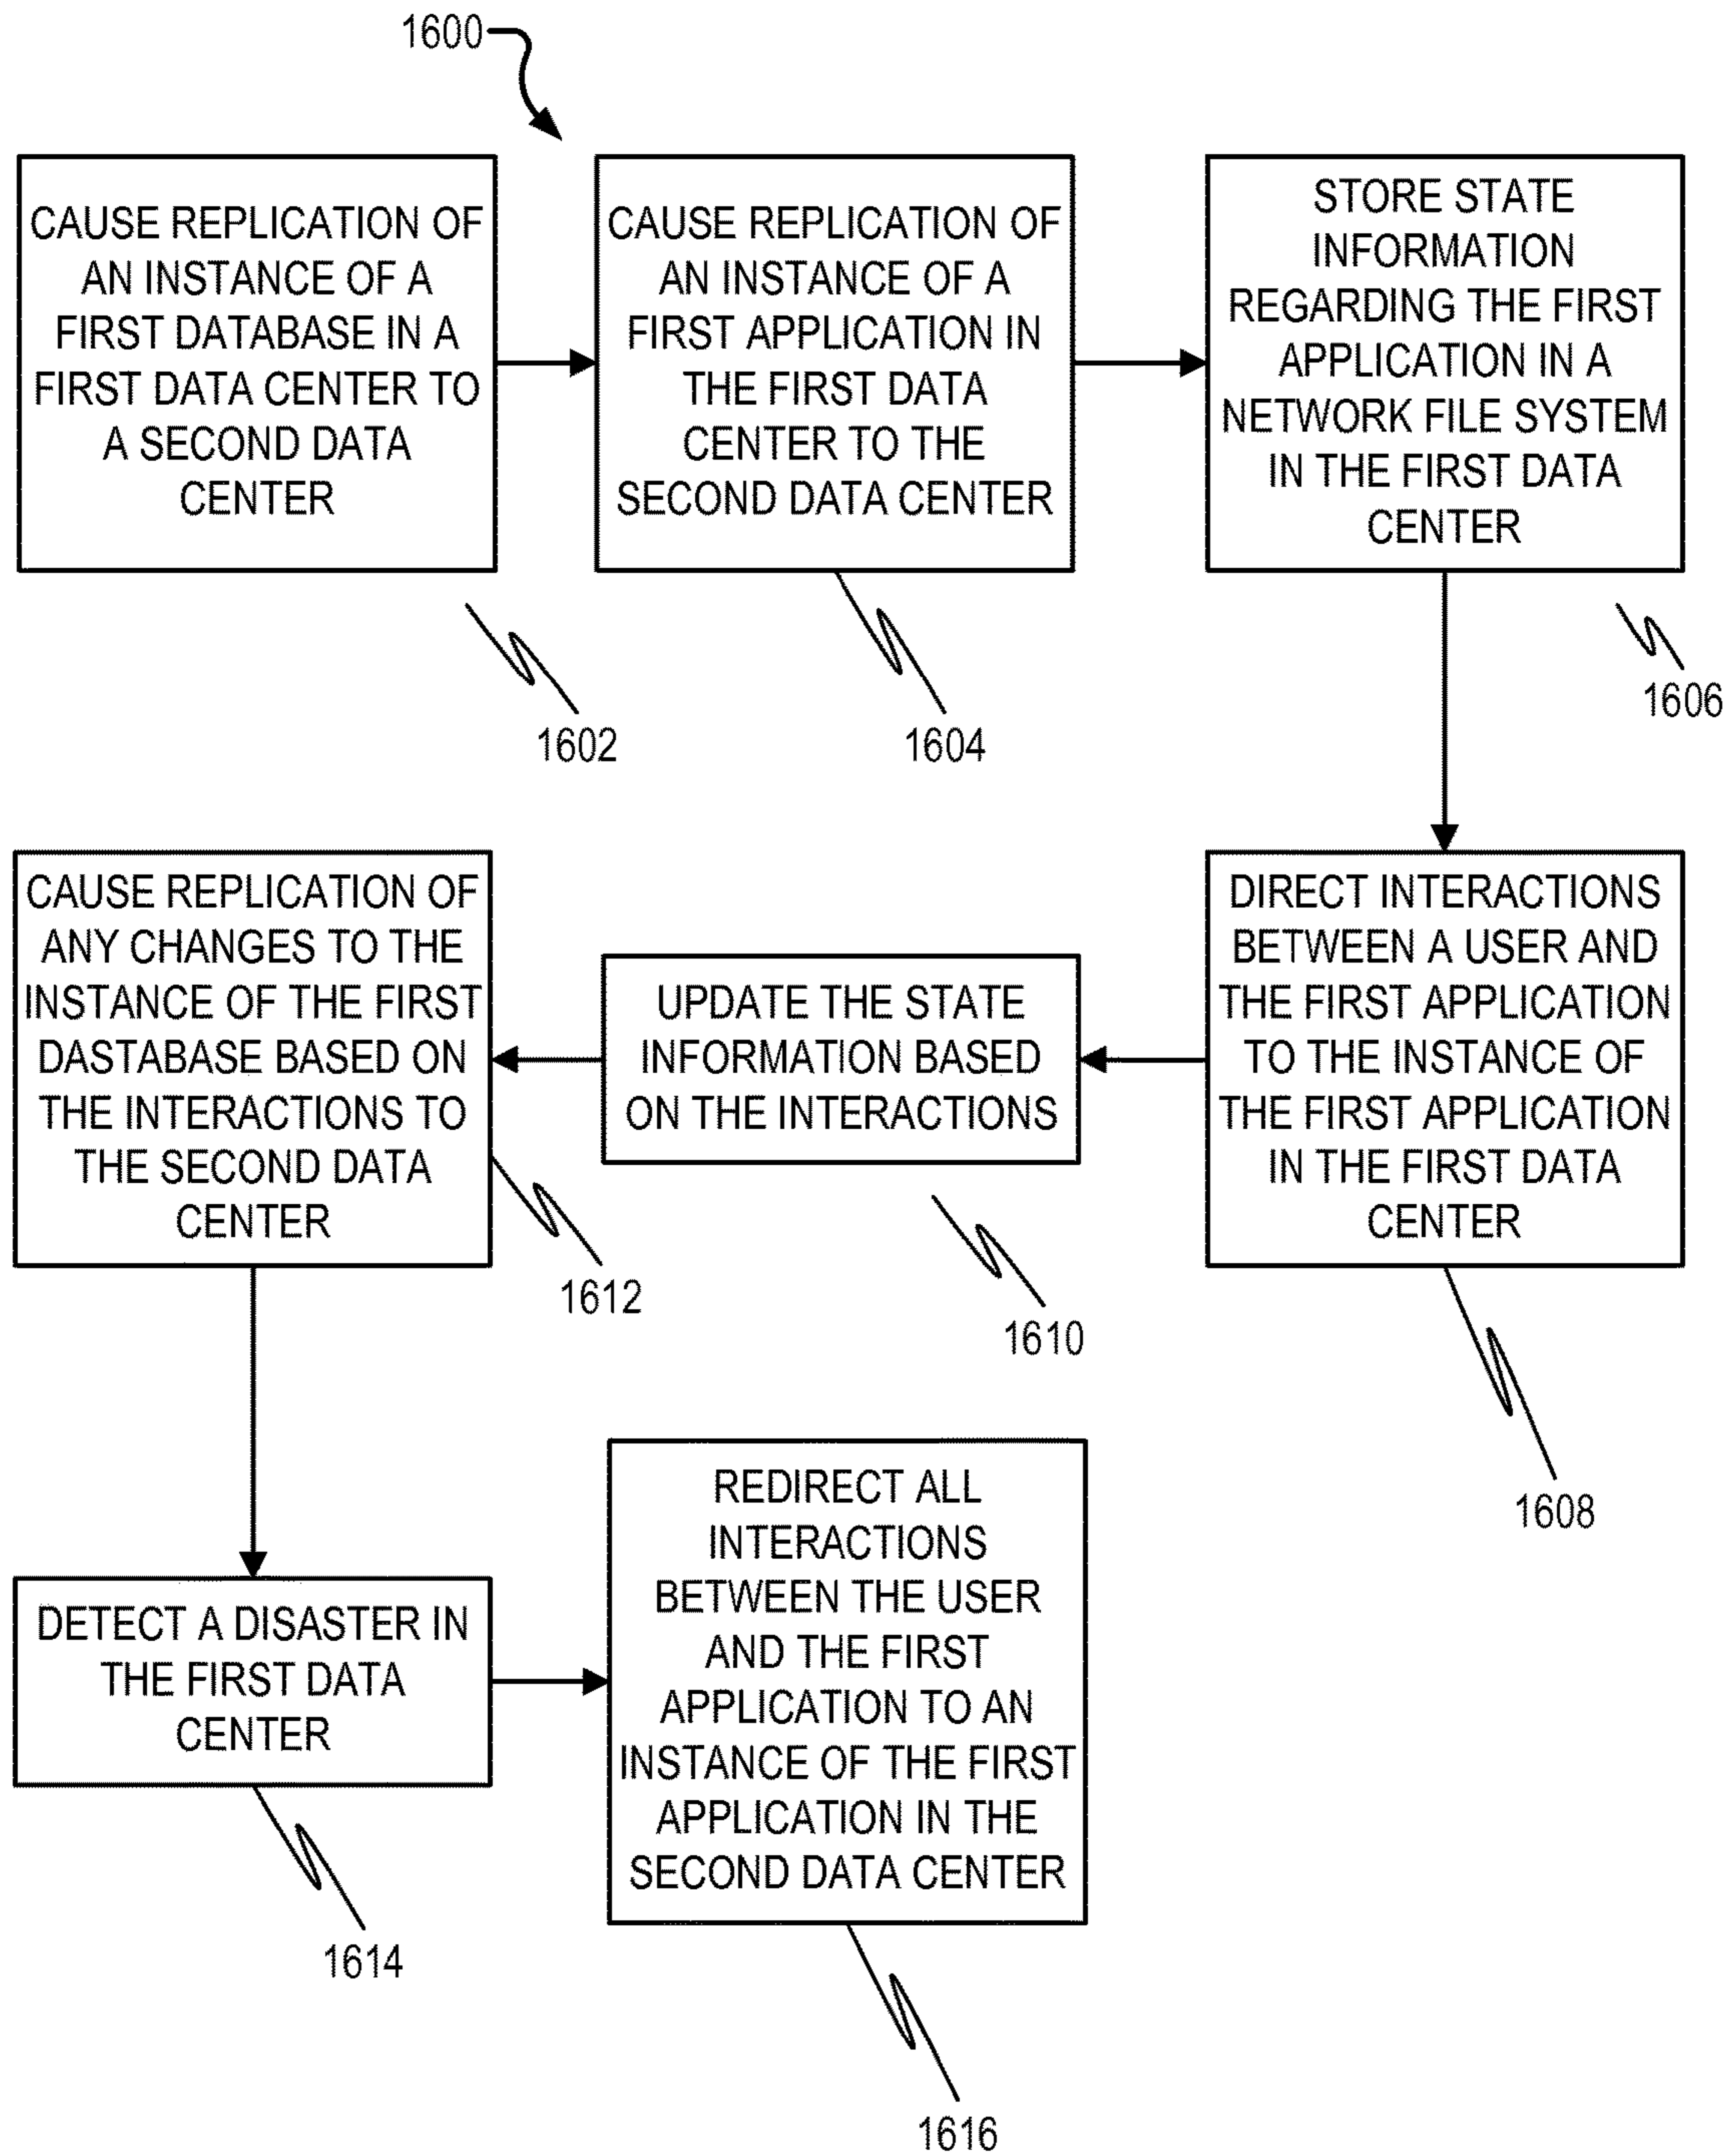 1600
CAUSE REPLICATION OF
AN INSTANCE OF A
FIRST DATABASE IN A
FIRST DATA CENTER TO
A SECOND DATA
CENTER
1602
CAUSE REPLICATION OF
AN INSTANCE OF A
FIRST APPLICATION IN
THE FIRST DATA
CENTER TO THE
SECOND DATA CENTER
1604
STORE STATE
INFORMATION
REGARDING THE FIRST
APPLICATION IN A
NETWORK FILE SYSTEM
IN THE FIRST DATA
CENTER
1606
DIRECT INTERACTIONS
BETWEEN A USER AND
THE FIRST APPLICATION
TO THE INSTANCE OF
THE FIRST APPLICATION
IN THE FIRST DATA
CENTER
1608
UPDATE THE STATE
INFORMATION BASED
ON THE INTERACTIONS
1610
CAUSE REPLICATION OF
ANY CHANGES TO THE
INSTANCE OF THE FIRST
DASTABASE BASED ON
THE INTERACTIONS TO
THE SECOND DATA
CENTER
1612
DETECT A DISASTER IN
THE FIRST DATA
CENTER
1614
REDIRECT ALL
INTERACTIONS
BETWEEN THE USER
AND THE FIRST
APPLICATION TO AN
INSTANCE OF THE FIRST
APPLICATION IN THE
SECOND DATA CENTER
1616